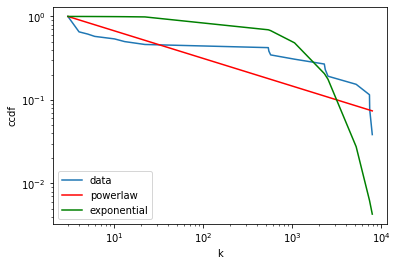 10⁰
10⁻¹
10⁻²
ccdf
data
powerlaw
exponential
10¹ 10² 10³ 10⁴
k